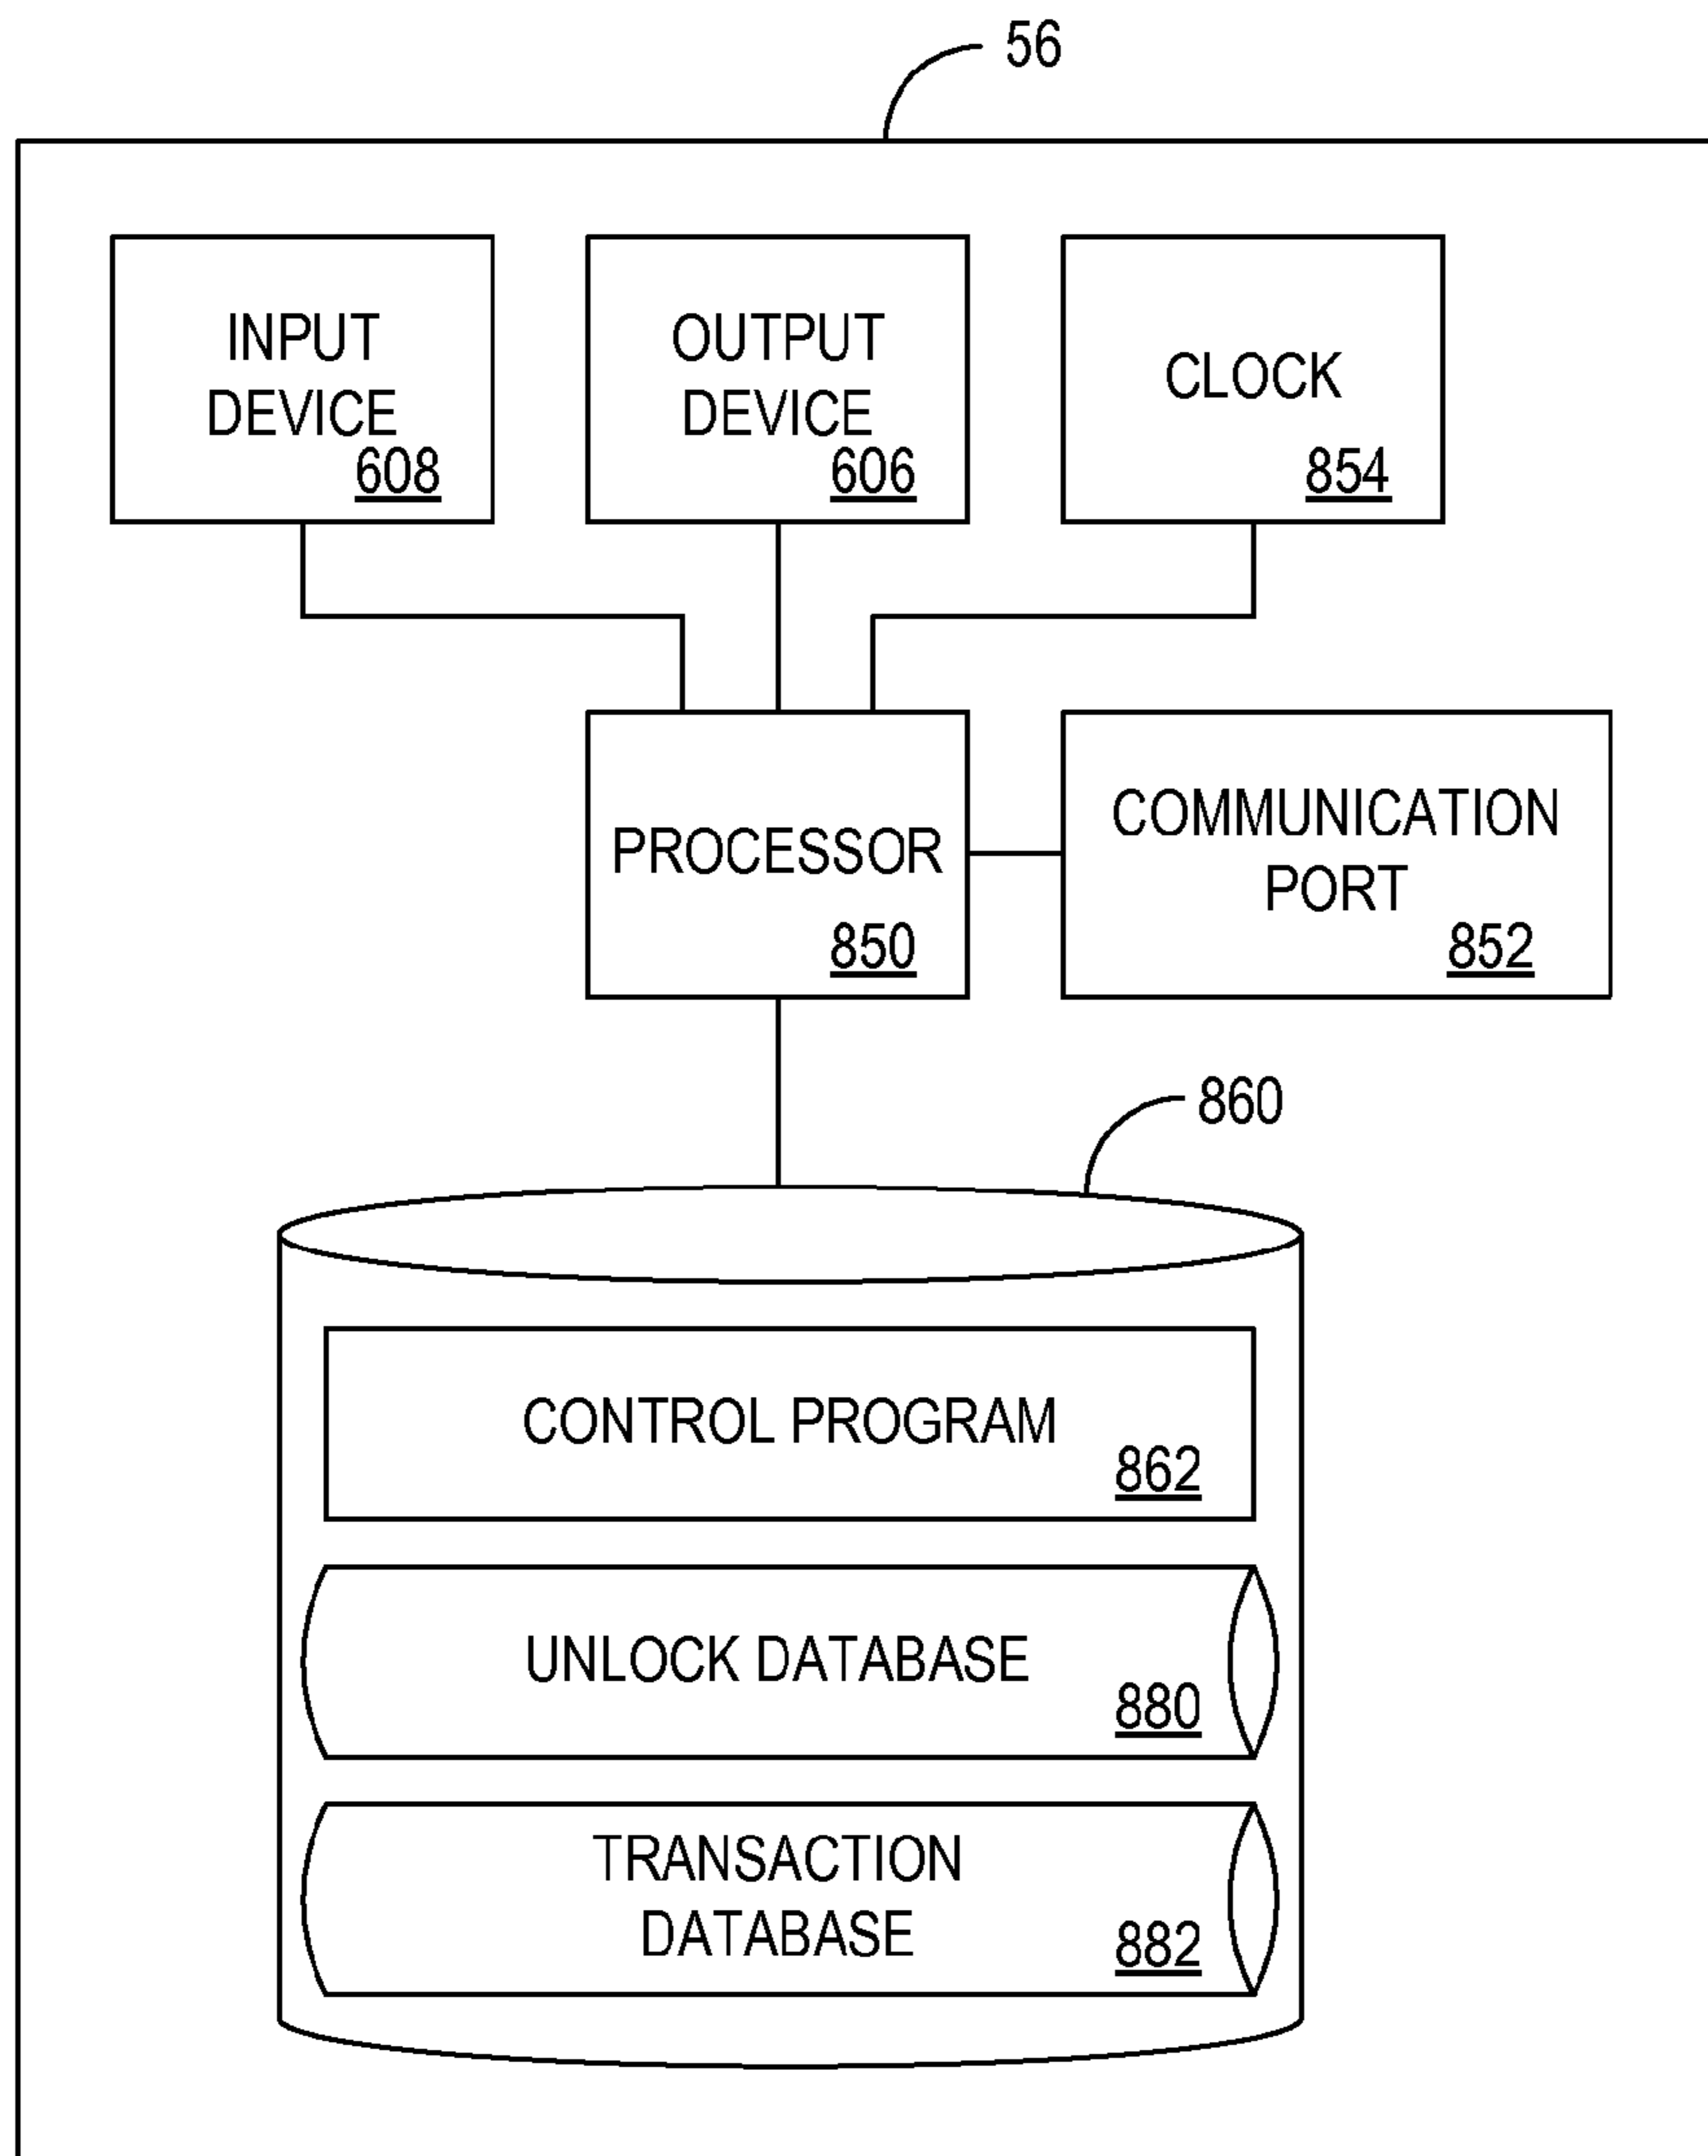 56
INPUT
DEVICE
608
OUTPUT
DEVICE
606
CLOCK
854
PROCESSOR
850
COMMUNICATION
PORT
852
860
CONTROL PROGRAM
862
UNLOCK DATABASE
880
TRANSACTION
DATABASE
882